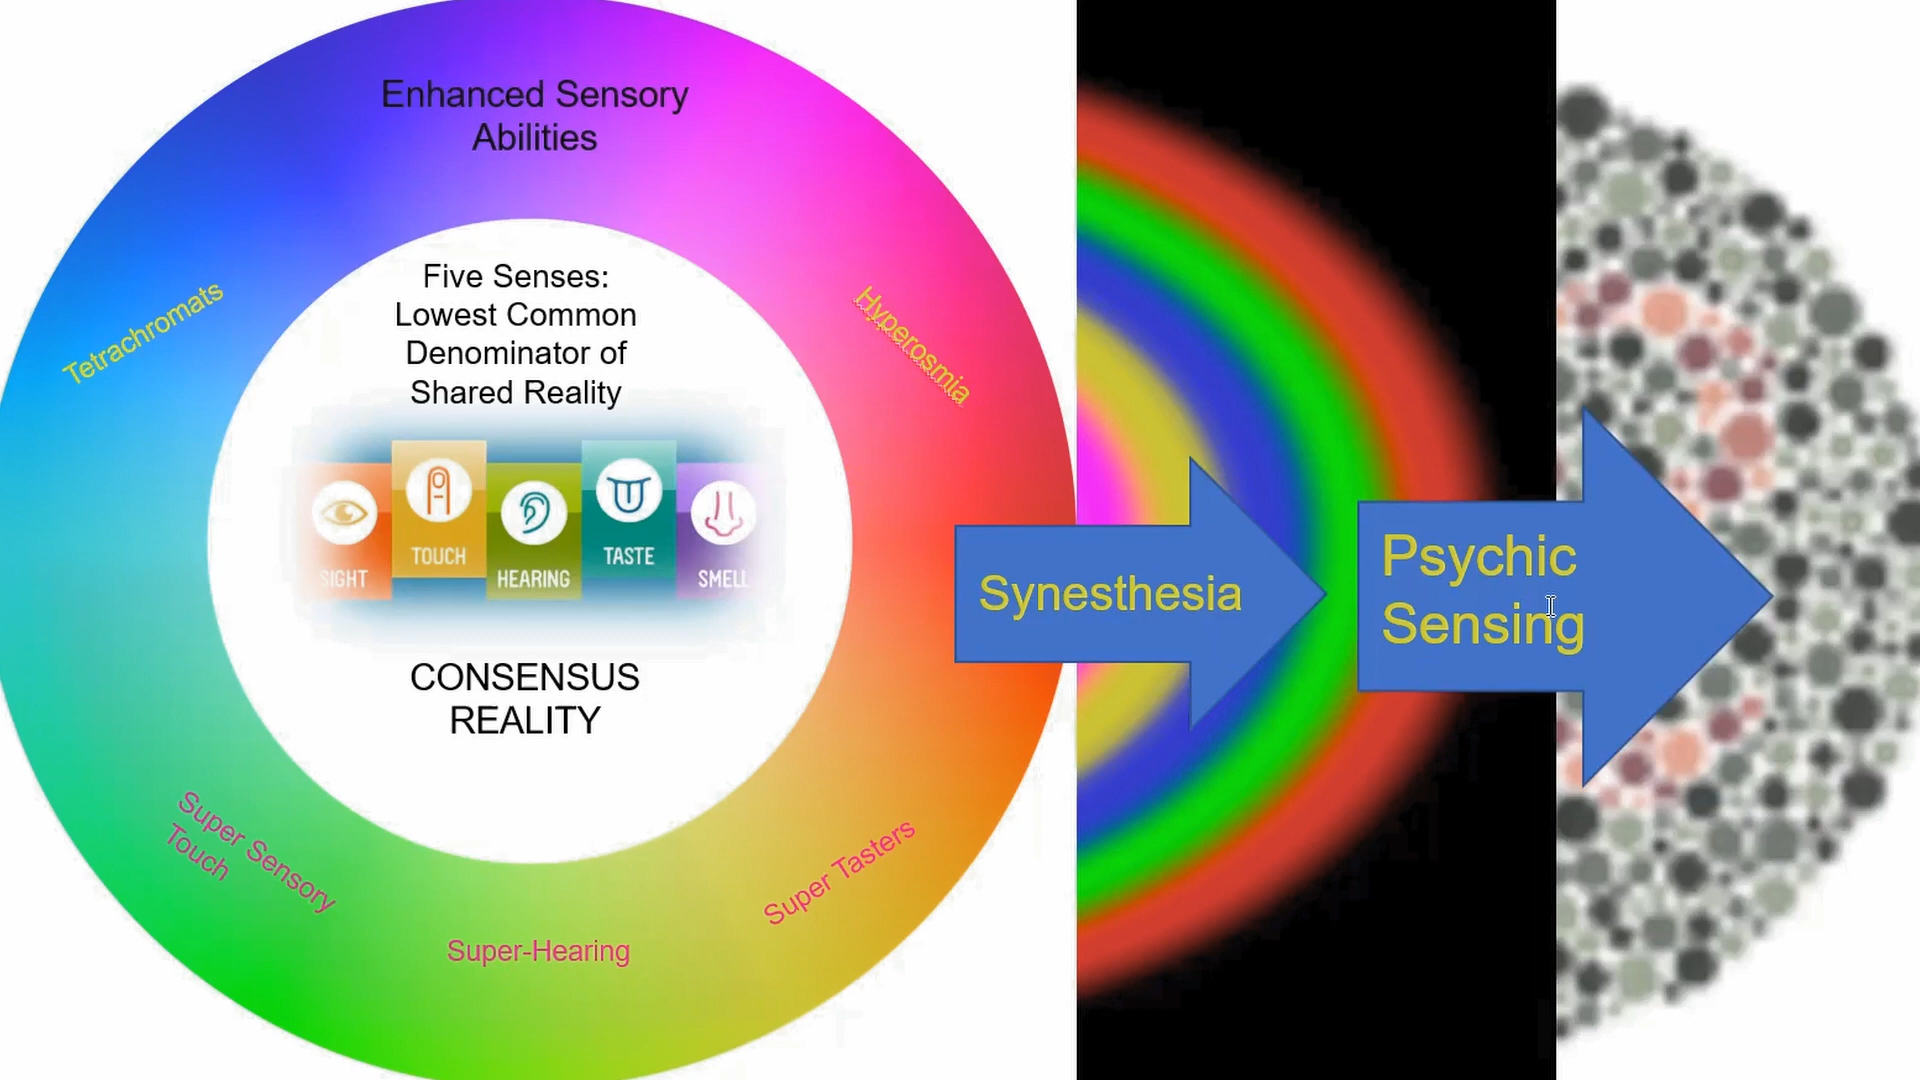 Enhanced Sensory
Abilities
Five Senses:
Lowest Common
Denominator of
Shared Reality
Tetrachromats
Hyperosmia
SIGHT
TOUCH
HEARING
TASTE
SMELL
CONSENSUS
REALITY
Synesthesia
Psychic
Sensing
Super Sensory
Touch
Super-Hearing
Super Tasters